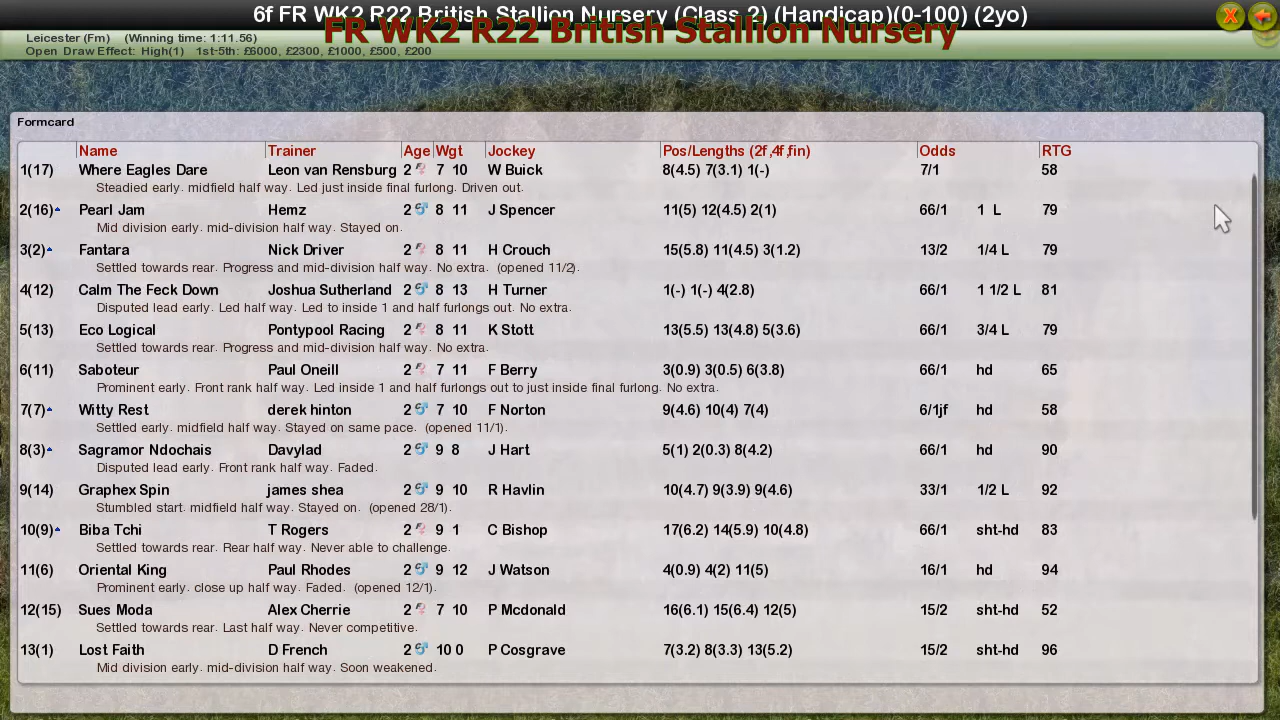 6f FR WK2 R22 British Stallion Nursery (Class 2) (Handicap)(0-100) (2yo)
FR WK2 R22 British Stallion Nursery
Leicester (Fm) (Winning time: 1:11.56)
Open Draw Effect: High(1) 1st-5th: £6000, £2300, £1000, £500, £200
Formcard
Name Trainer Age Wgt Jockey Pos/Lengths (2f,4f,fin) Odds RTG
1(17) Where Eagles Dare Leon van Rensburg 2 7 10 W Buick 8(4.5) 7(3.1) 1(-) 7/1 58
Steadied early. midfield half way. Led just inside final furlong. Driven out.
2(16) Pearl Jam Hemz 2 8 11 J Spencer 11(5) 12(4.5) 2(1) 66/1 1 L 79
Mid division early. mid-division half way. Stayed on.
3(2) Fantara Nick Driver 2 8 11 H Crouch 15(5.8) 11(4.5) 3(1.2) 13/2 1/4 L 79
Settled towards rear. Progress and mid-division half way. No extra. (opened 11/2).
4(12) Calm The Feck Down Joshua Sutherland 2 8 13 H Turner 1(-) 1(-) 4(2.8) 66/1 1 1/2 L 81
Disputed lead early. Led half way. Led to inside 1 and half furlongs out. No extra.
5(13) Eco Logical Pontypool Racing 2 8 11 K Stott 13(5.5) 13(4.8) 5(3.6) 66/1 3/4 L 79
Settled towards rear. Progress and mid-division half way. No extra.
6(11) Saboteur Paul Oneill 2 7 11 F Berry 3(0.9) 3(0.5) 6(3.8) 66/1 hd 65
Prominent early. Front rank half way. Led inside 1 and half furlongs out to just inside final furlong. No extra.
7(7) Witty Rest derek hinton 2 7 10 F Norton 9(4.6) 10(4) 7(4) 6/1jf hd 58
Settled early. midfield half way. Stayed on same pace. (opened 11/1).
8(3) Sagramor Ndochais Davylad 2 9 8 J Hart 5(1) 2(0.3) 8(4.2) 66/1 hd 90
Disputed lead early. Front rank half way. Faded.
9(14) Graphex Spin james shea 2 9 10 R Havlin 10(4.7) 9(3.9) 9(4.6) 33/1 1/2 L 92
Stumbled start. midfield half way. Stayed on. (opened 28/1).
10(9) Biba Tchi T Rogers 2 9 1 C Bishop 17(6.2) 14(5.9) 10(4.8) 66/1 sht-hd 83
Settled towards rear. Rear half way. Never able to challenge.
11(6) Oriental King Paul Rhodes 2 9 12 J Watson 4(0.9) 4(2) 11(5) 16/1 hd 94
Prominent early. close up half way. Faded. (opened 12/1).
12(15) Sues Moda Alex Cherrie 2 7 10 P Mcdonald 16(6.1) 15(6.4) 12(5) 15/2 sht-hd 52
Settled towards rear. Last half way. Never competitive.
13(1) Lost Faith D French 2 10 0 P Cosgrave 7(3.2) 8(3.3) 13(5.2) 15/2 sht-hd 96
Mid division early. mid-division half way. Soon weakened.